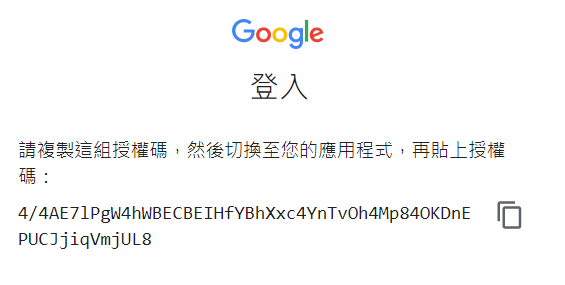 Google
登入
請複製這組授權碼，然後切換至您的應用程式，再貼上授權
碼：
4/4AE7lPgW4hWBECBEIHfYBhXxc4YnTvOh4Mp84OKDnE
PUCJjiqVmjUL8